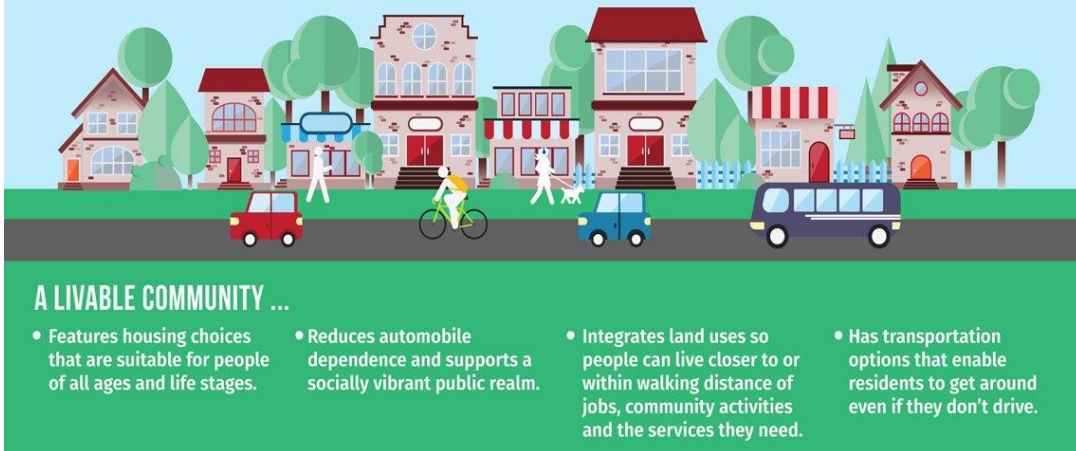 A LIVABLE COMMUNITY ...
• Features housing choices
that are suitable for people
of all ages and life stages.
• Reduces automobile
dependence and supports a
socially vibrant public realm.
• Integrates land uses so
people can live closer to or
within walking distance of
jobs, community activities
and the services they need.
• Has transportation
options that enable
residents to get around
even if they don’t drive.